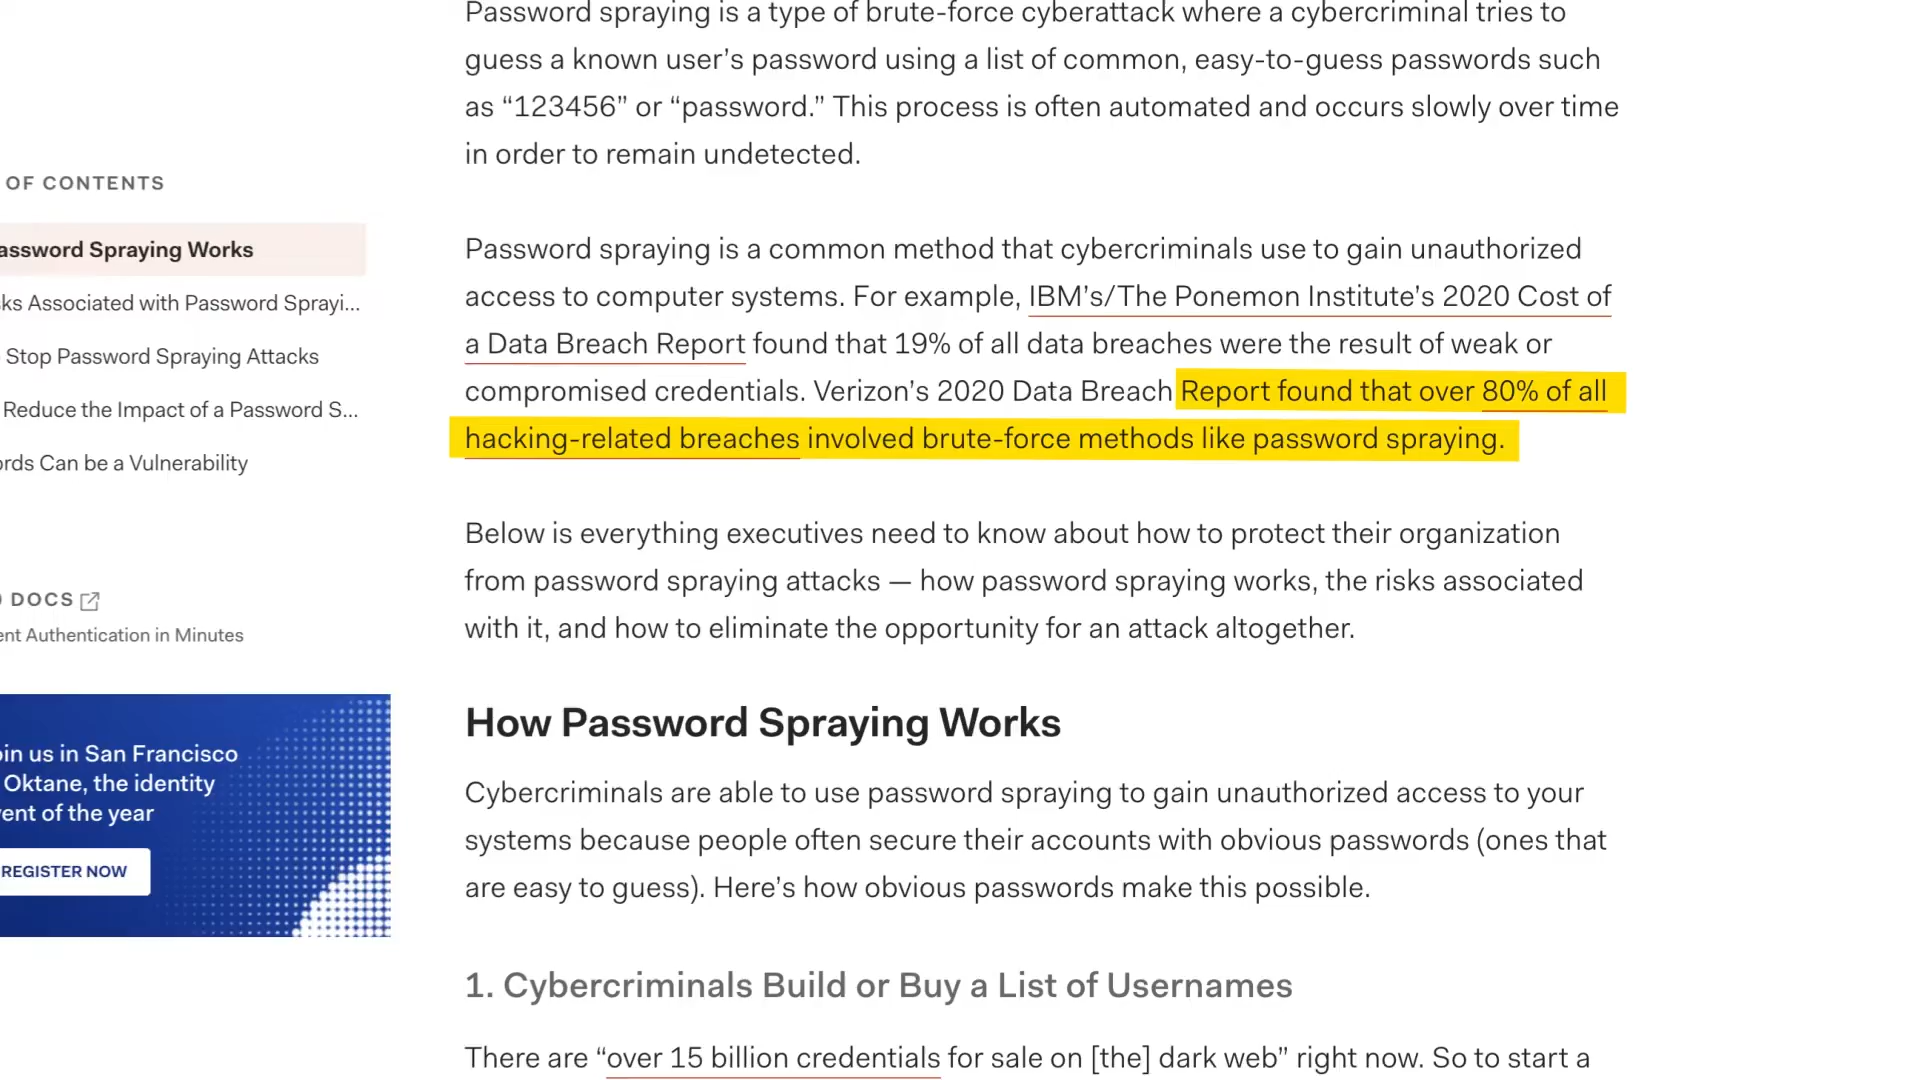 Password spraying is a type of brute-force cyberattack where a cybercriminal tries to
guess a known user’s password using a list of common, easy-to-guess passwords such
as “123456” or “password.” This process is often automated and occurs slowly over time
in order to remain undetected.
OF CONTENTS
assword Spraying Works
ks Associated with Password Sprayi...
Stop Password Spraying Attacks
Reduce the Impact of a Password S...
ords Can be a Vulnerability
DOCS
ent Authentication in Minutes
oin us in San Francisco
Oktane, the identity
vent of the year
REGISTER NOW
Password spraying is a common method that cybercriminals use to gain unauthorized
access to computer systems. For example, IBM’s/The Ponemon Institute’s 2020 Cost of
a Data Breach Report found that 19% of all data breaches were the result of weak or
compromised credentials. Verizon’s 2020 Data Breach Report found that over 80% of all
hacking-related breaches involved brute-force methods like password spraying.
Below is everything executives need to know about how to protect their organization
from password spraying attacks — how password spraying works, the risks associated
with it, and how to eliminate the opportunity for an attack altogether.
How Password Spraying Works
Cybercriminals are able to use password spraying to gain unauthorized access to your
systems because people often secure their accounts with obvious passwords (ones that
are easy to guess). Here’s how obvious passwords make this possible.
1. Cybercriminals Build or Buy a List of Usernames
There are “over 15 billion credentials for sale on [the] dark web” right now. So to start a